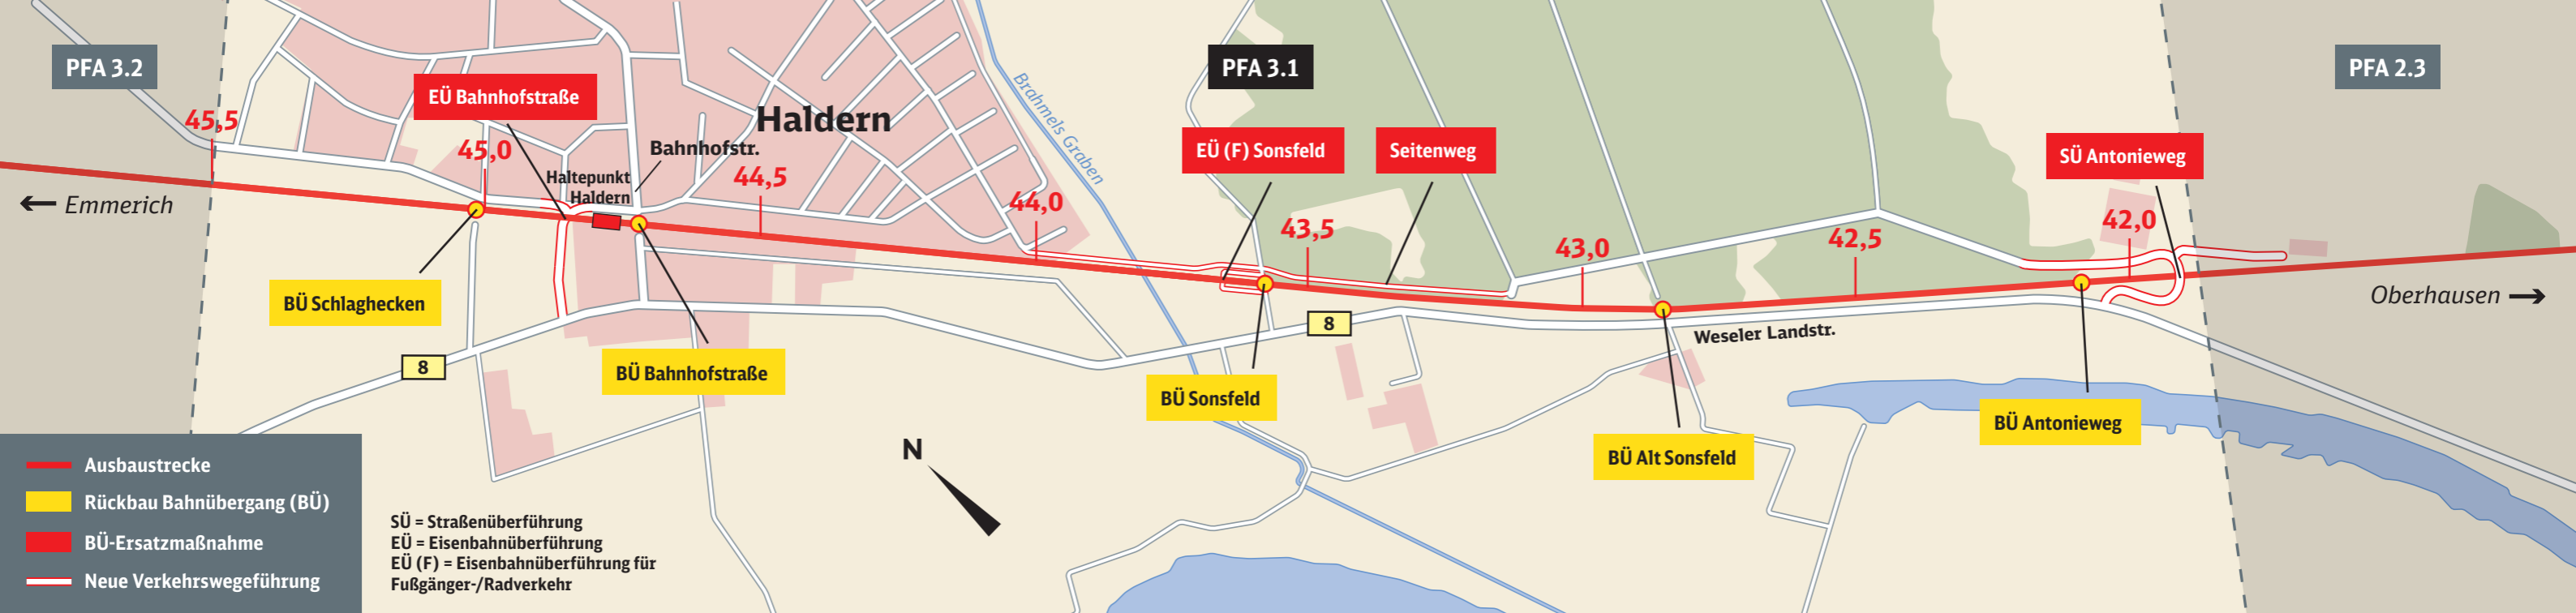 PFA 3.2
PFA 3.1
PFA 2.3
EÜ Bahnhofstraße
Haldern
45,5
45,0
Bahnhofstr.
44,5
Haltepunkt
Haldern
44,0
Brahmels Graben
EÜ (F) Sonsfeld
Seitenweg
SÜ Antonieweg
43,5
43,0
42,5
42,0
← Emmerich
Oberhausen →
BÜ Schlaghecken
8
BÜ Bahnhofstraße
8
Weseler Landstr.
BÜ Sonsfeld
BÜ Alt Sonsfeld
BÜ Antonieweg
N
Ausbaustrecke
Rückbau Bahnübergang (BÜ)
BÜ-Ersatzmaßnahme
Neue Verkehrswegeführung
SÜ = Straßenüberführung
EÜ = Eisenbahnüberführung
EÜ (F) = Eisenbahnüberführung für
Fußgänger-/Radverkehr